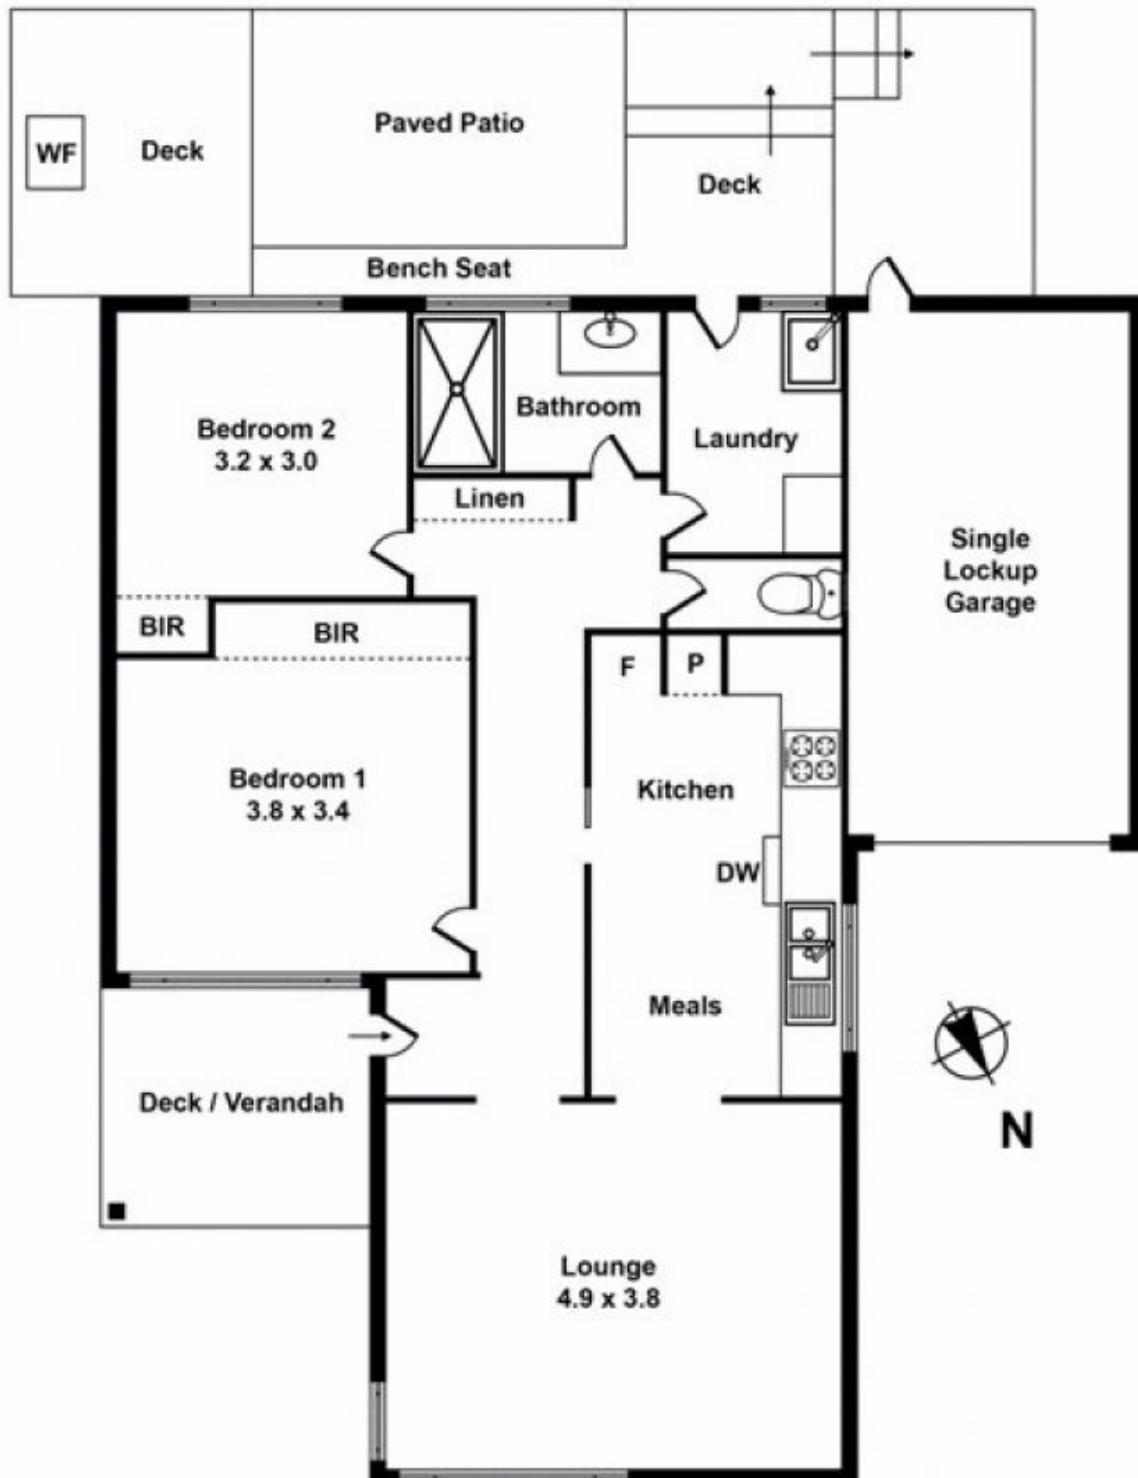 Paved Patio
WF
Deck
Deck
Bench Seat
Bedroom 2
3.2 x 3.0
Bathroom
Laundry
Linen
Single
Lockup
Garage
BIR
BIR
F
P
Bedroom 1
3.8 x 3.4
Kitchen
DW
Meals
Deck / Verandah
N
Lounge
4.9 x 3.8